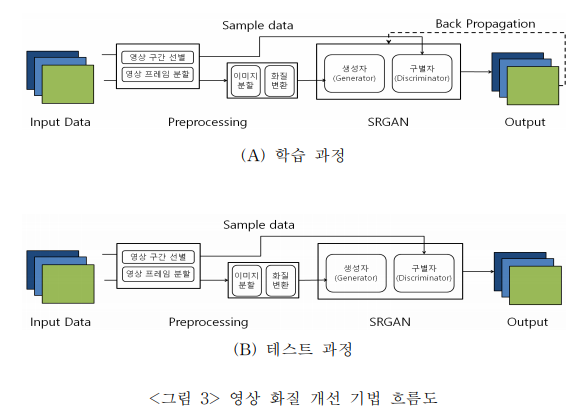 Sample data
Back Propagation
영상 구간 선별
영상 프레임 분할
이미지 분할
화질 변환
생성자 (Generator)
구별자 (Discriminator)
Input Data
Preprocessing
SRGAN
Output
(A) 학습 과정
Sample data
영상 구간 선별
영상 프레임 분할
이미지 분할
화질 변환
생성자 (Generator)
구별자 (Discriminator)
Input Data
Preprocessing
SRGAN
Output
(B) 테스트 과정
<그림 3> 영상 화질 개선 기법 흐름도